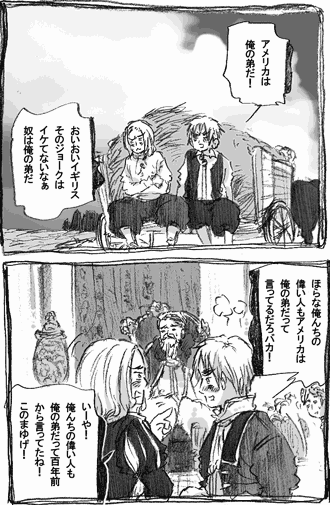 アメリカは
俺の弟だ！
おいおいイギリス
そのジョークは
イケてないなぁ
奴は俺の弟だ
ほらな俺んちの
偉い人もアメリカは
俺の弟だって
言ってるだろバカ！
いーや！
俺んちの偉い人も
俺の弟だって百年前
から言ってたね！
このまゆげ！